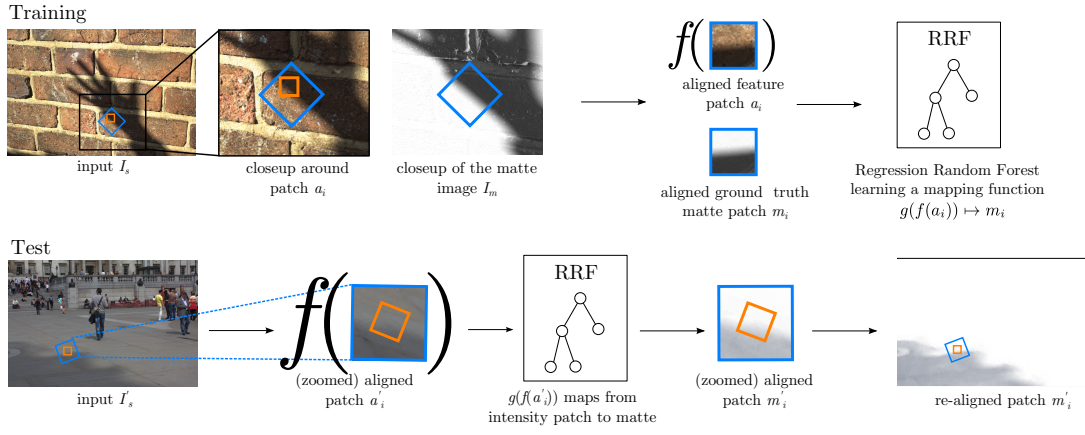 Training
input I_s
closeup around
patch a_i
closeup of the matte
image I_m
f( )
aligned feature
patch a_i
aligned ground truth
matte patch m_i
RRF
Regression Random Forest
learning a mapping function
g(f(a_i)) ↦ m_i
Test
input I'_s
f( )
(zoomed) aligned
patch a'_i
RRF
g(f(a'_i)) maps from
intensity patch to matte
(zoomed) aligned
patch m'_i
re-aligned patch m'_i